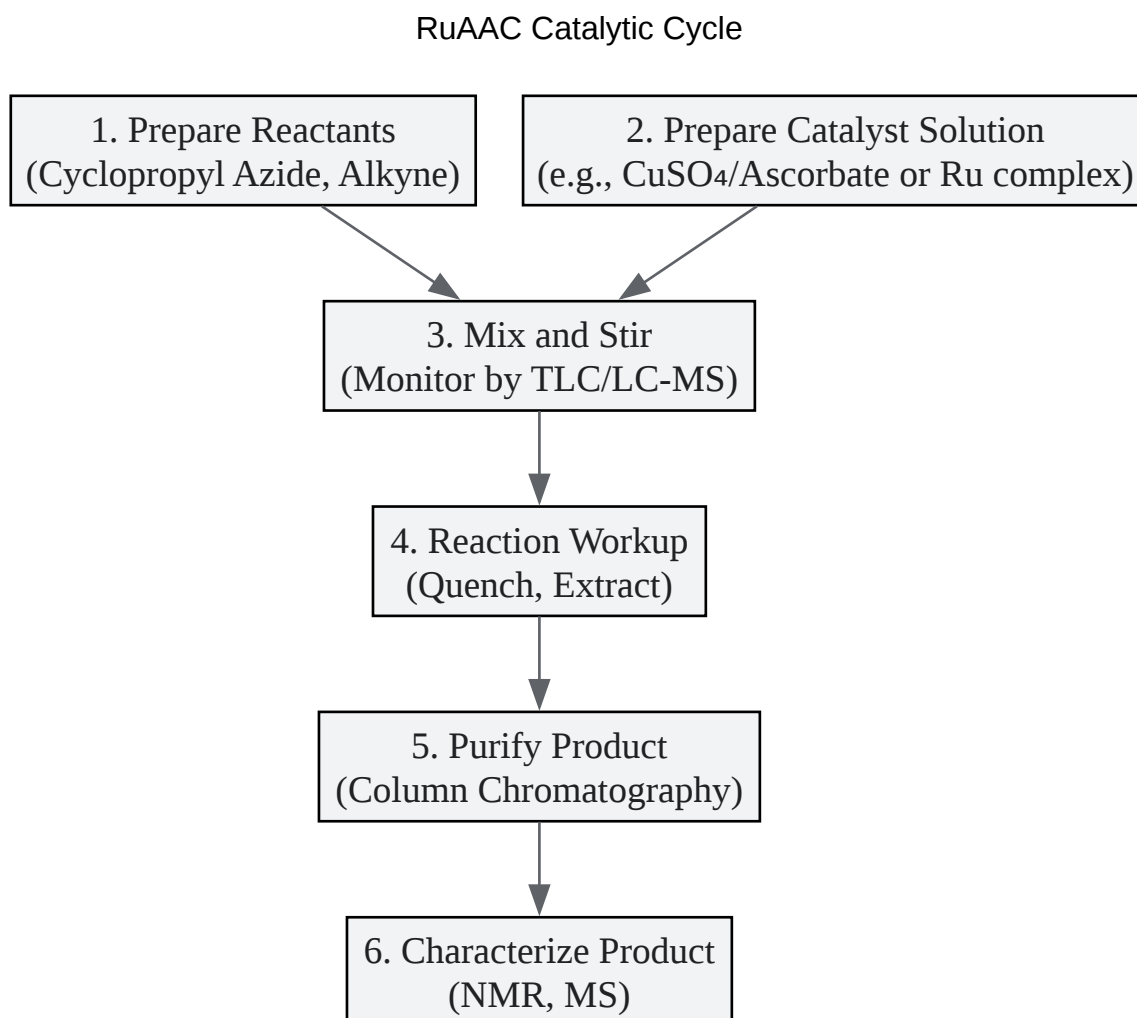 RuAAC Catalytic Cycle
1. Prepare Reactants
(Cyclopropyl Azide, Alkyne)
2. Prepare Catalyst Solution
(e.g., CuSO₄/Ascorbate or Ru complex)
3. Mix and Stir
(Monitor by TLC/LC-MS)
4. Reaction Workup
(Quench, Extract)
5. Purify Product
(Column Chromatography)
6. Characterize Product
(NMR, MS)